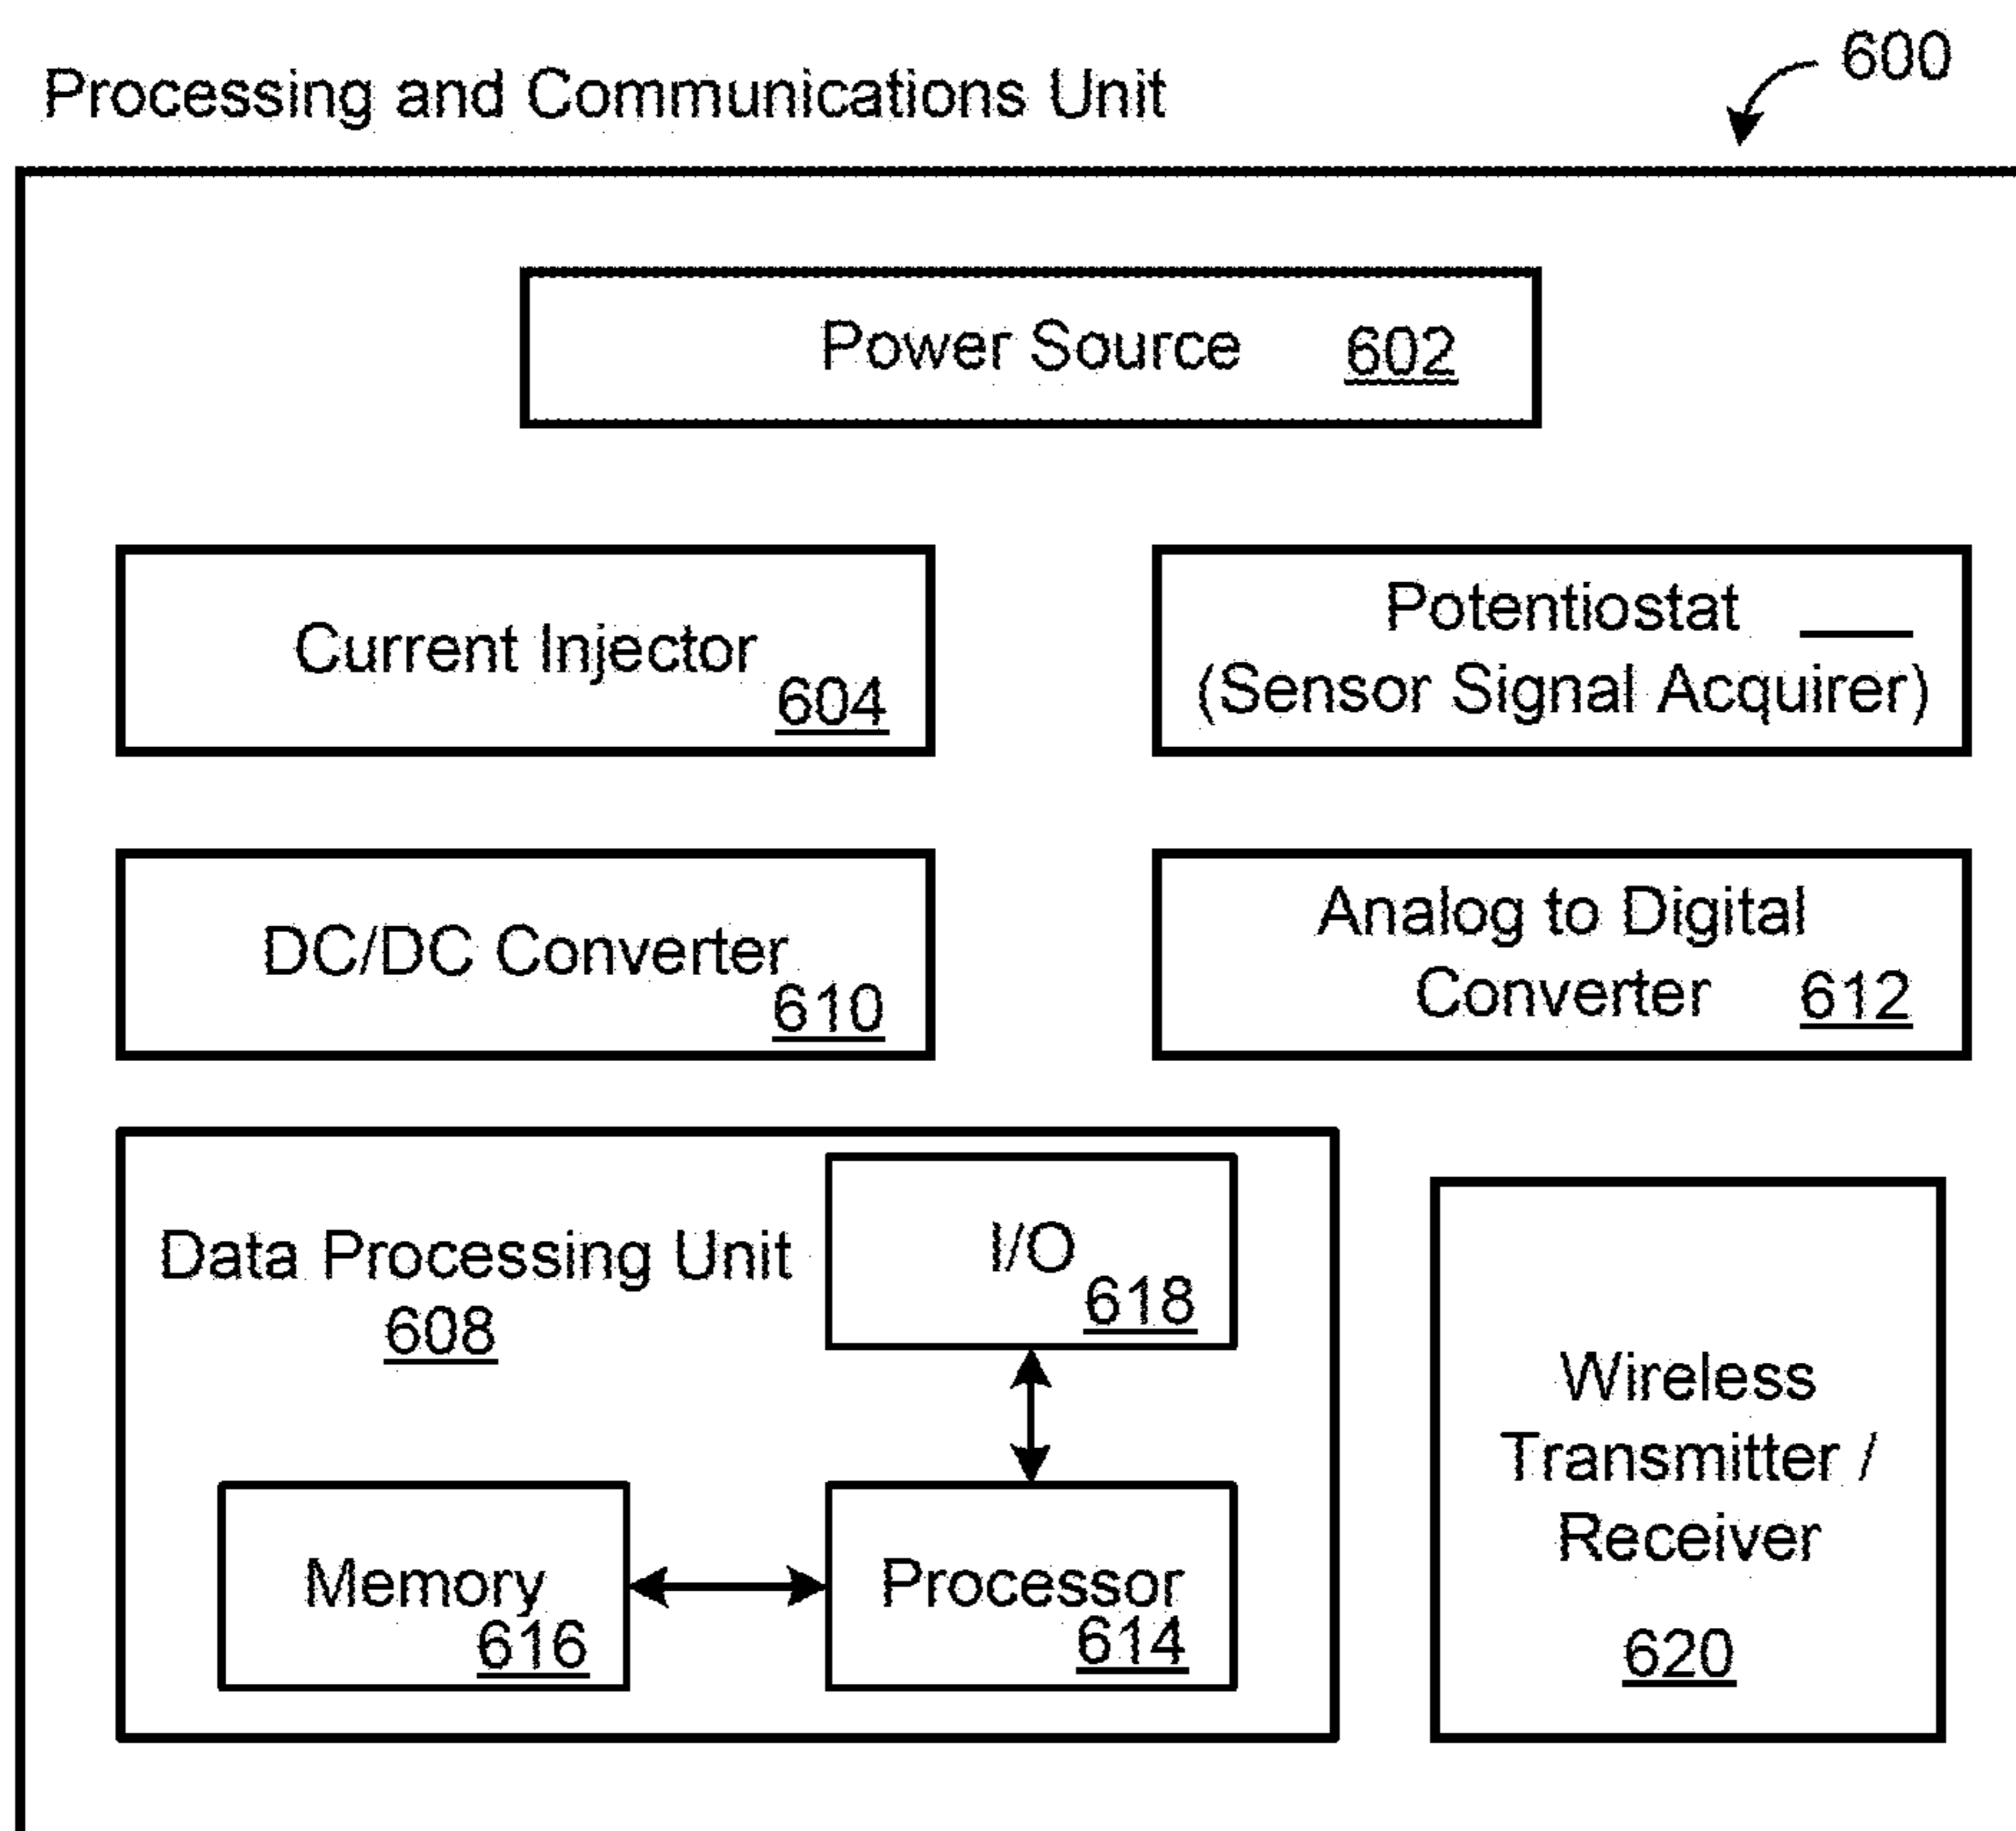 600
Processing and Communications Unit
Power Source 602
Current Injector
604
Potentiostat
(Sensor Signal Acquirer)
DC/DC Converter
610
Analog to Digital
Converter 612
Data Processing Unit
608
I/O
618
Memory
616
Processor
614
Wireless
Transmitter /
Receiver
620